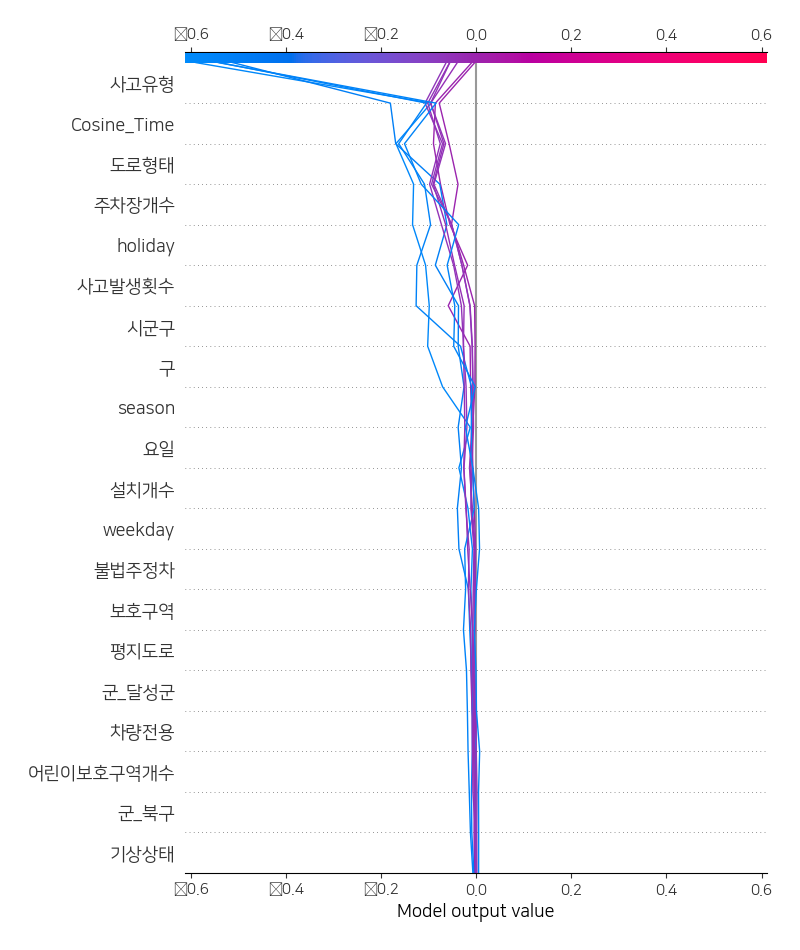 ☒0.6 ☒0.4 ☒0.2 0.0 0.2 0.4 0.6
사고유형
Cosine_Time
도로형태
주차장개수
holiday
사고발생횟수
시군구
구
season
요일
설치개수
weekday
불법주정차
보호구역
평지도로
군_달성군
차량전용
어린이보호구역개수
군_북구
기상상태
☒0.6 ☒0.4 ☒0.2 0.0 0.2 0.4 0.6
Model output value